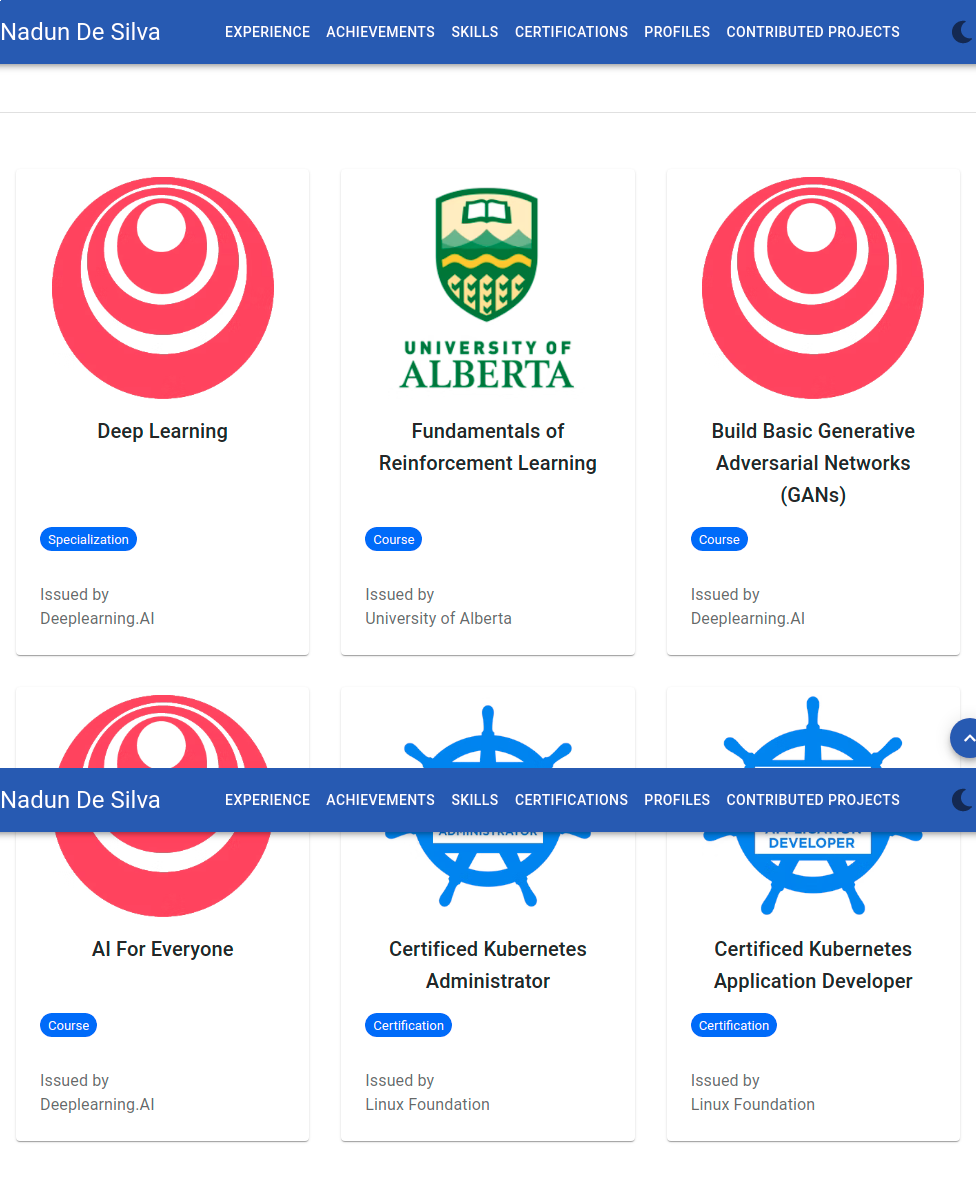 Nadun De Silva EXPERIENCE ACHIEVEMENTS SKILLS CERTIFICATIONS PROFILES CONTRIBUTED PROJECTS
UNIVERSITY OF
ALBERTA
Deep Learning
Fundamentals of
Reinforcement Learning
Build Basic Generative
Adversarial Networks
(GANs)
Specialization
Course
Course
Issued by
Deeplearning.AI
Issued by
University of Alberta
Issued by
Deeplearning.AI
Nadun De Silva EXPERIENCE ACHIEVEMENTS SKILLS CERTIFICATIONS PROFILES CONTRIBUTED PROJECTS
ADMINISTRATOR
APPLICATION
DEVELOPER
AI For Everyone
Certificed Kubernetes
Administrator
Certificed Kubernetes
Application Developer
Course
Certification
Certification
Issued by
Deeplearning.AI
Issued by
Linux Foundation
Issued by
Linux Foundation